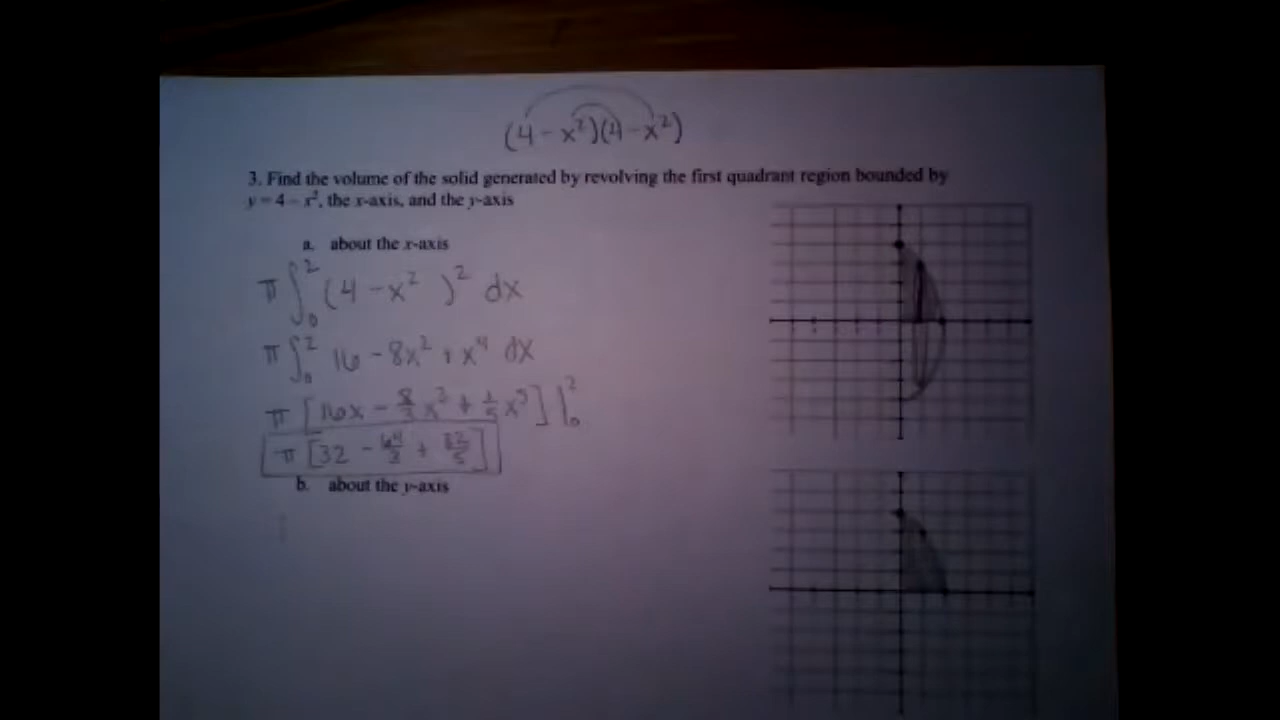 (4 - x²)(4 - x²)
3. Find the volume of the solid generated by revolving the first quadrant region bounded by
y = 4 – x², the x-axis, and the y-axis
a. about the x-axis
π ∫₀² (4 - x² )² dx
π ∫₀² 16 - 8x² + x⁴ dx
π [16x - 8/3 x³ + 1/5 x⁵] |₀²
π [32 - 64/3 + 32/5]
b. about the y-axis